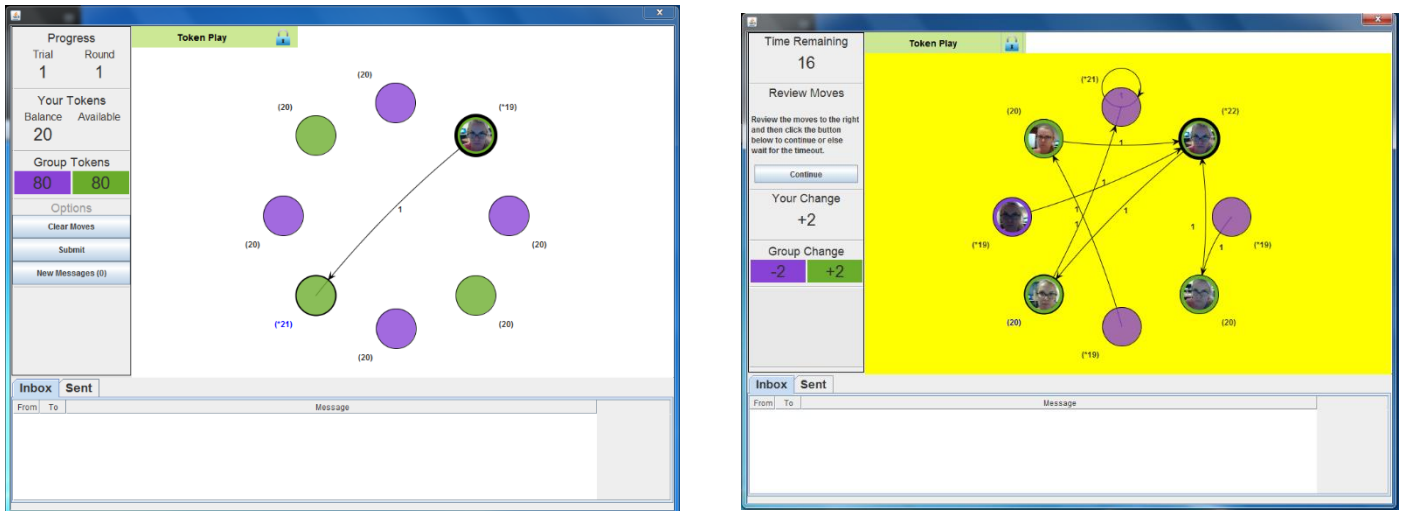 Token Play
Progress
Trial Round
1 1
Your Tokens
Balance Available
20
Group Tokens
80 80
Options
Clear Moves
Submit
New Messages (0)
(20)
(20)
(*19)
1
(20)
(20)
(*21)
(20)
(20)
Inbox Sent
From To Message
Token Play
Time Remaining
16
Review Moves
Review the moves to the right
and then click the button
below to continue or else
wait for the timeout.
Continue
Your Change
+2
Group Change
-2 +2
(*21)
1
(20)
(*22)
1
1
1
1
1
1
(*19)
(*19)
(20)
(20)
(*19)
Inbox Sent
From To Message